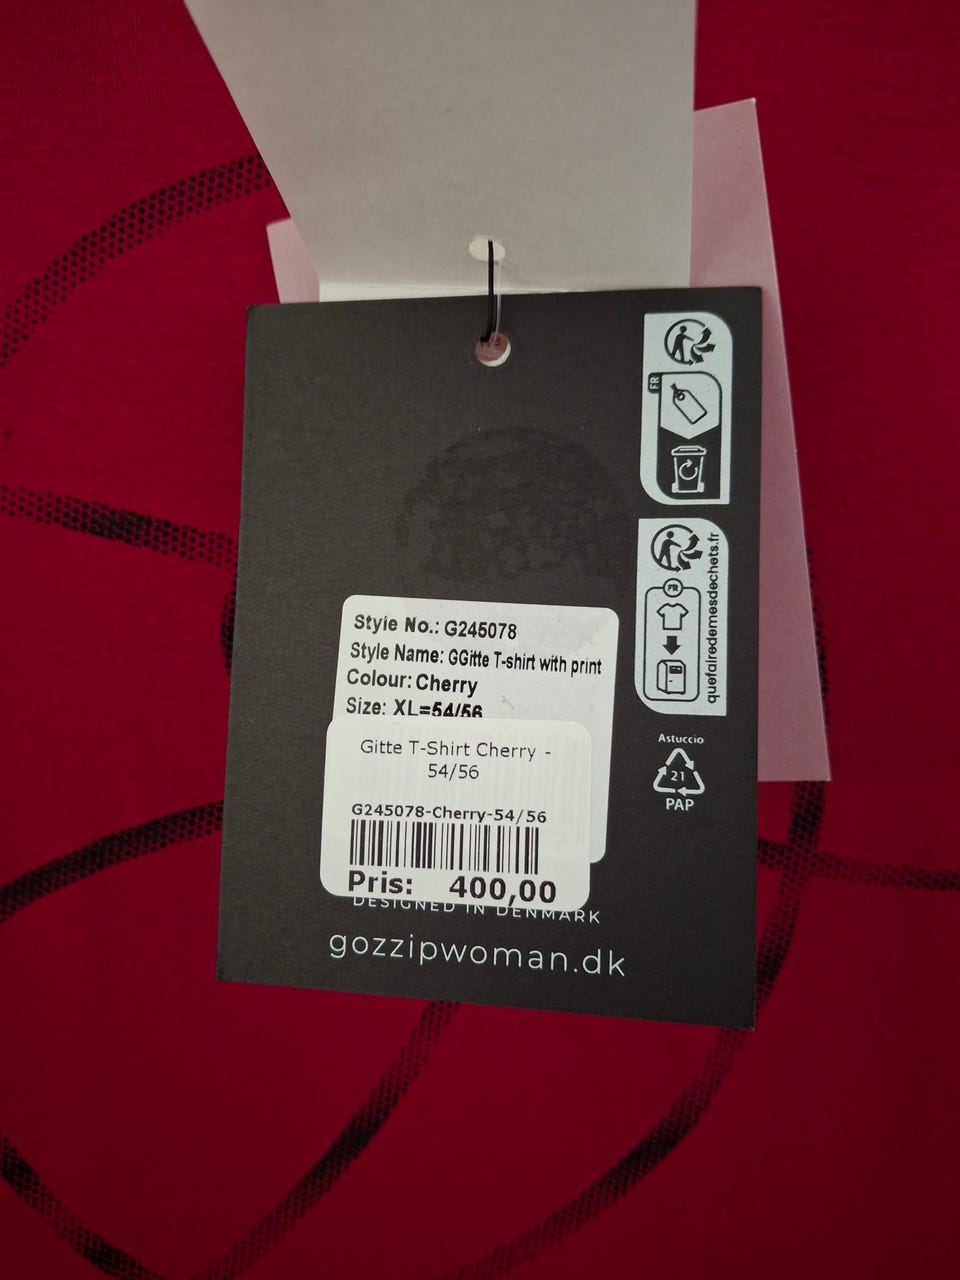 FR
FR
quefairedemesdechets.fr
Style No.: G245078
Style Name: GGitte T-shirt with print
Colour: Cherry
Size: XL=54/56
Gitte T-Shirt Cherry -
54/56
G245078-Cherry-54/56
Pris: 400,00
Astuccio
21
PAP
DESIGNED IN DENMARK
gozzipwoman.dk